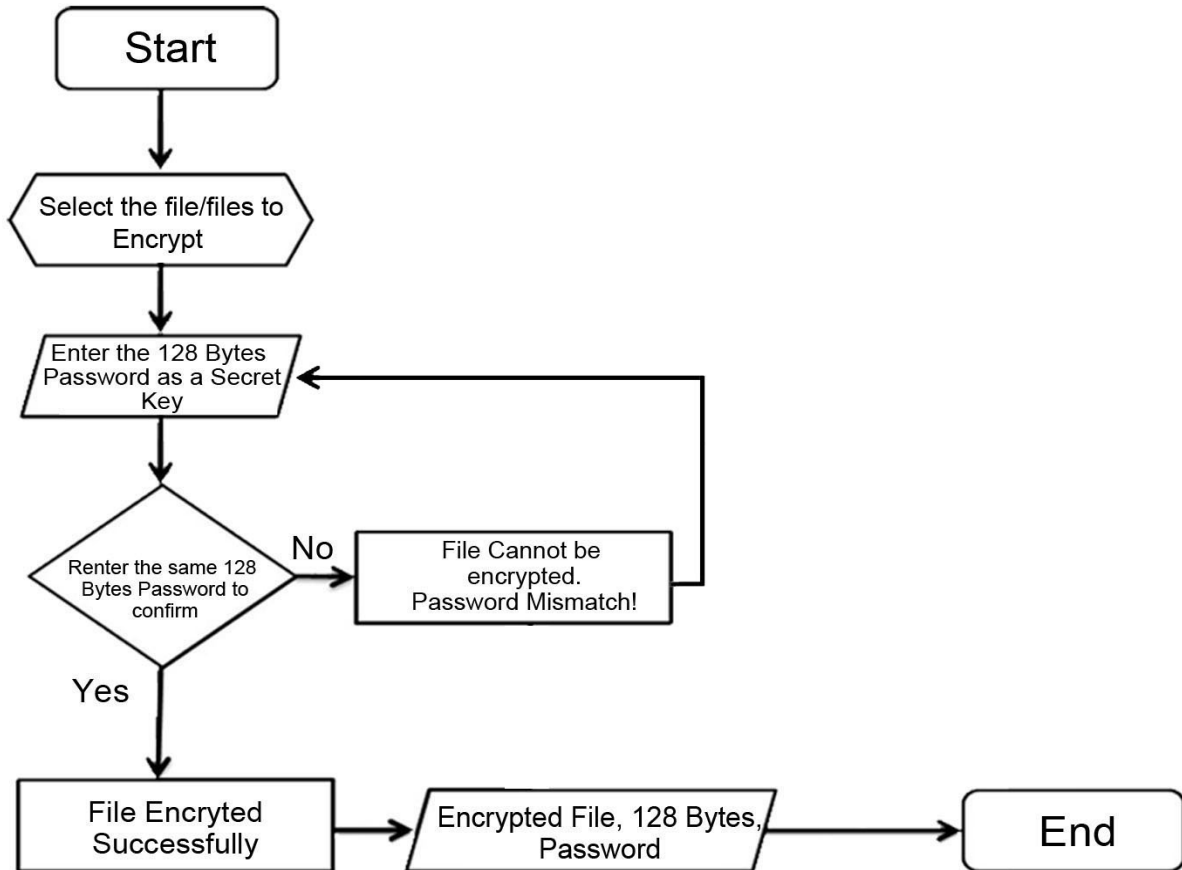 Start
Select the file/files to
Encrypt
Enter the 128 Bytes
Password as a Secret
Key
Renter the same 128
Bytes Password to
confirm
No
File Cannot be
encrypted.
Password Mismatch!
Yes
File Encryted
Successfully
Encrypted File, 128 Bytes,
Password
End